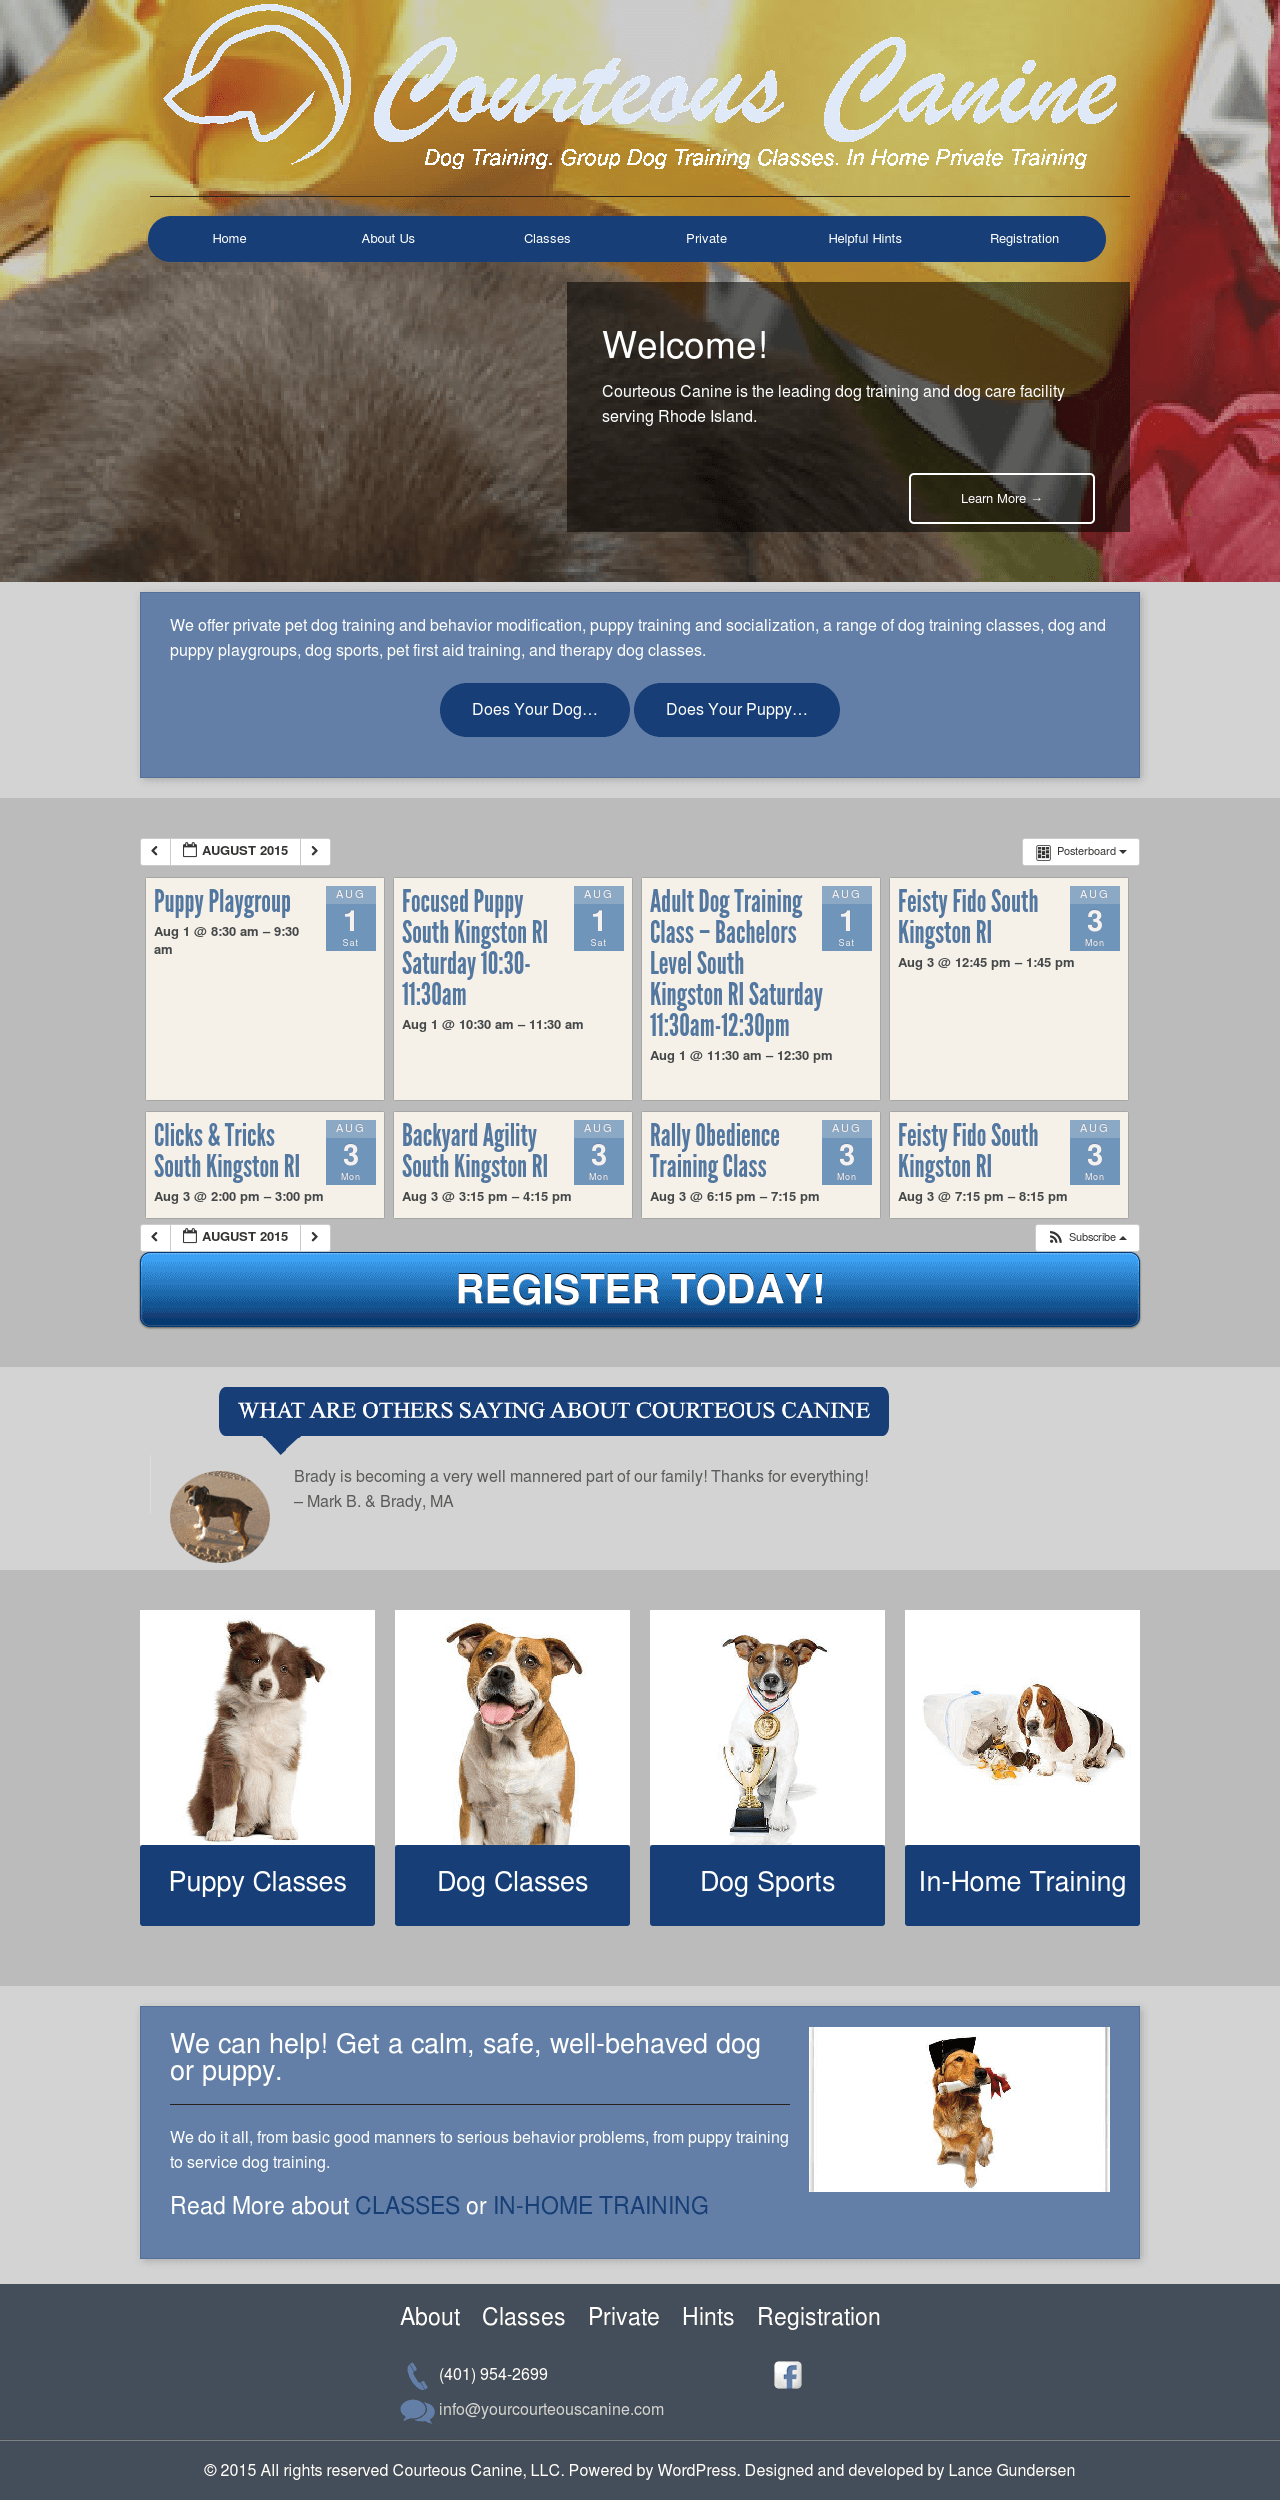 Courteous Canine
Dog Training. Group Dog Training Classes. In Home Private Training
Home About Us Classes Private Helpful Hints Registration
Welcome!
Courteous Canine is the leading dog training and dog care facility
serving Rhode Island.
Learn More →
We offer private pet dog training and behavior modification, puppy training and socialization, a range of dog training classes, dog and
puppy playgroups, dog sports, pet first aid training, and therapy dog classes.
Does Your Dog… Does Your Puppy…
AUGUST 2015
Posterboard
Puppy Playgroup
Aug 1 @ 8:30 am – 9:30
am
AUG
1
Sat
Focused Puppy
South Kingston RI
Saturday 10:30-
11:30am
Aug 1 @ 10:30 am – 11:30 am
AUG
1
Sat
Adult Dog Training
Class – Bachelors
Level South
Kingston RI Saturday
11:30am-12:30pm
Aug 1 @ 11:30 am – 12:30 pm
AUG
1
Sat
Feisty Fido South
Kingston RI
Aug 3 @ 12:45 pm – 1:45 pm
AUG
3
Mon
Clicks & Tricks
South Kingston RI
Aug 3 @ 2:00 pm – 3:00 pm
AUG
3
Mon
Backyard Agility
South Kingston RI
Aug 3 @ 3:15 pm – 4:15 pm
AUG
3
Mon
Rally Obedience
Training Class
Aug 3 @ 6:15 pm – 7:15 pm
AUG
3
Mon
Feisty Fido South
Kingston RI
Aug 3 @ 7:15 pm – 8:15 pm
AUG
3
Mon
AUGUST 2015
Subscribe
REGISTER TODAY!
WHAT ARE OTHERS SAYING ABOUT COURTEOUS CANINE
Brady is becoming a very well mannered part of our family! Thanks for everything!
– Mark B. & Brady, MA
Puppy Classes
Dog Classes
Dog Sports
In-Home Training
We can help! Get a calm, safe, well-behaved dog
or puppy.
We do it all, from basic good manners to serious behavior problems, from puppy training
to service dog training.
Read More about CLASSES or IN-HOME TRAINING
About Classes Private Hints Registration
(401) 954-2699
info@yourcourteouscanine.com
© 2015 All rights reserved Courteous Canine, LLC. Powered by WordPress. Designed and developed by Lance Gundersen